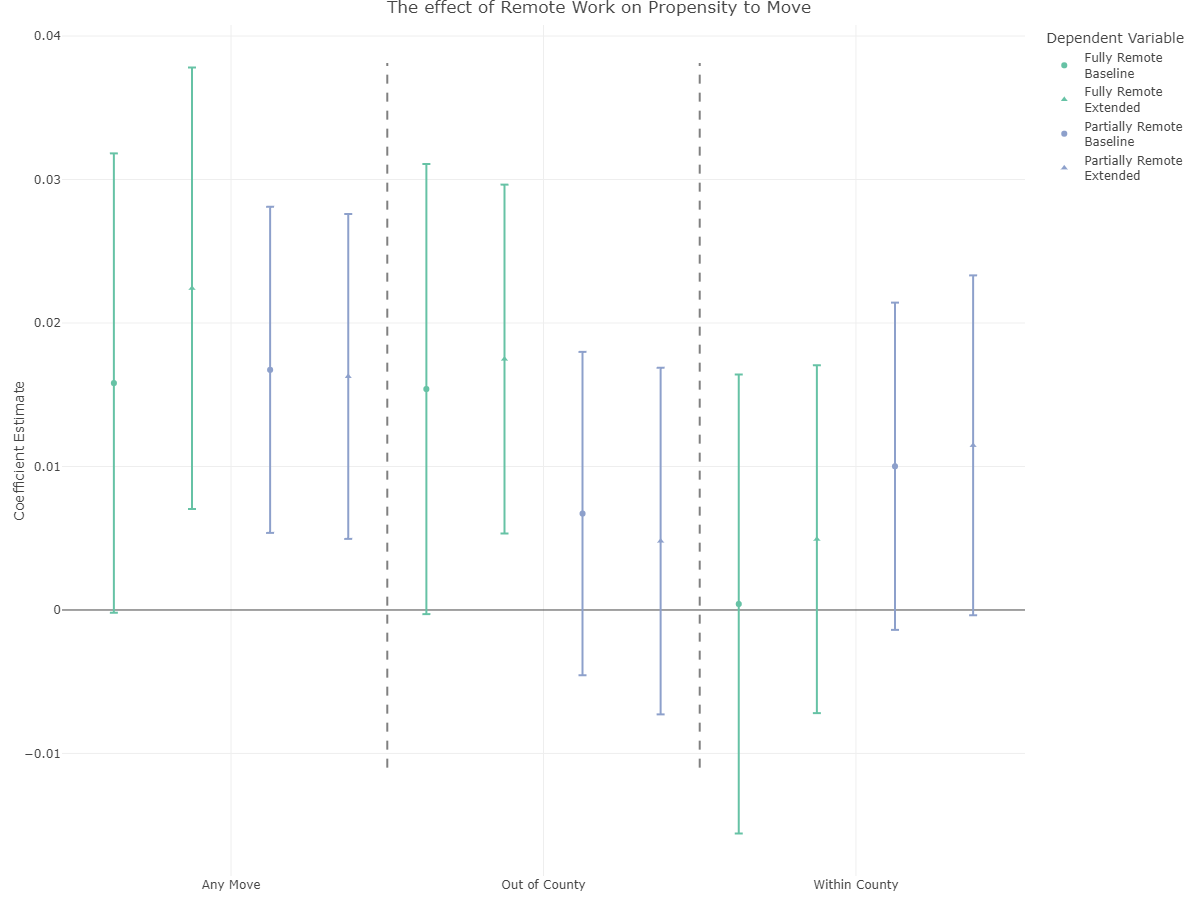 The effect of Remote Work on Propensity to Move
0.04
0.03
0.02
0.01
0
−0.01
Coefficient Estimate
Any Move
Out of County
Within County
Dependent Variable
Fully Remote
Baseline
Fully Remote
Extended
Partially Remote
Baseline
Partially Remote
Extended